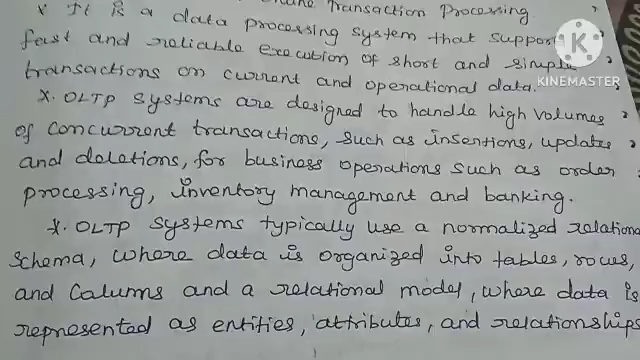 Transaction Processing.
x It is a data processing system that support
fast and reliable execution of short and simple
transactions on current and operational data.
x. OLTP systems are designed to handle high volumes
of concurrent transactions, such as insertions, updates
and deletions, for business operations such as order
processing, inventory management and banking.
x. OLTP systems typically use a normalized relationa
schema, where data is organized into tables, rows,
and Columns and a relational model, where data is
represented as entities, attributes, and relationships
K
KINEMASTER